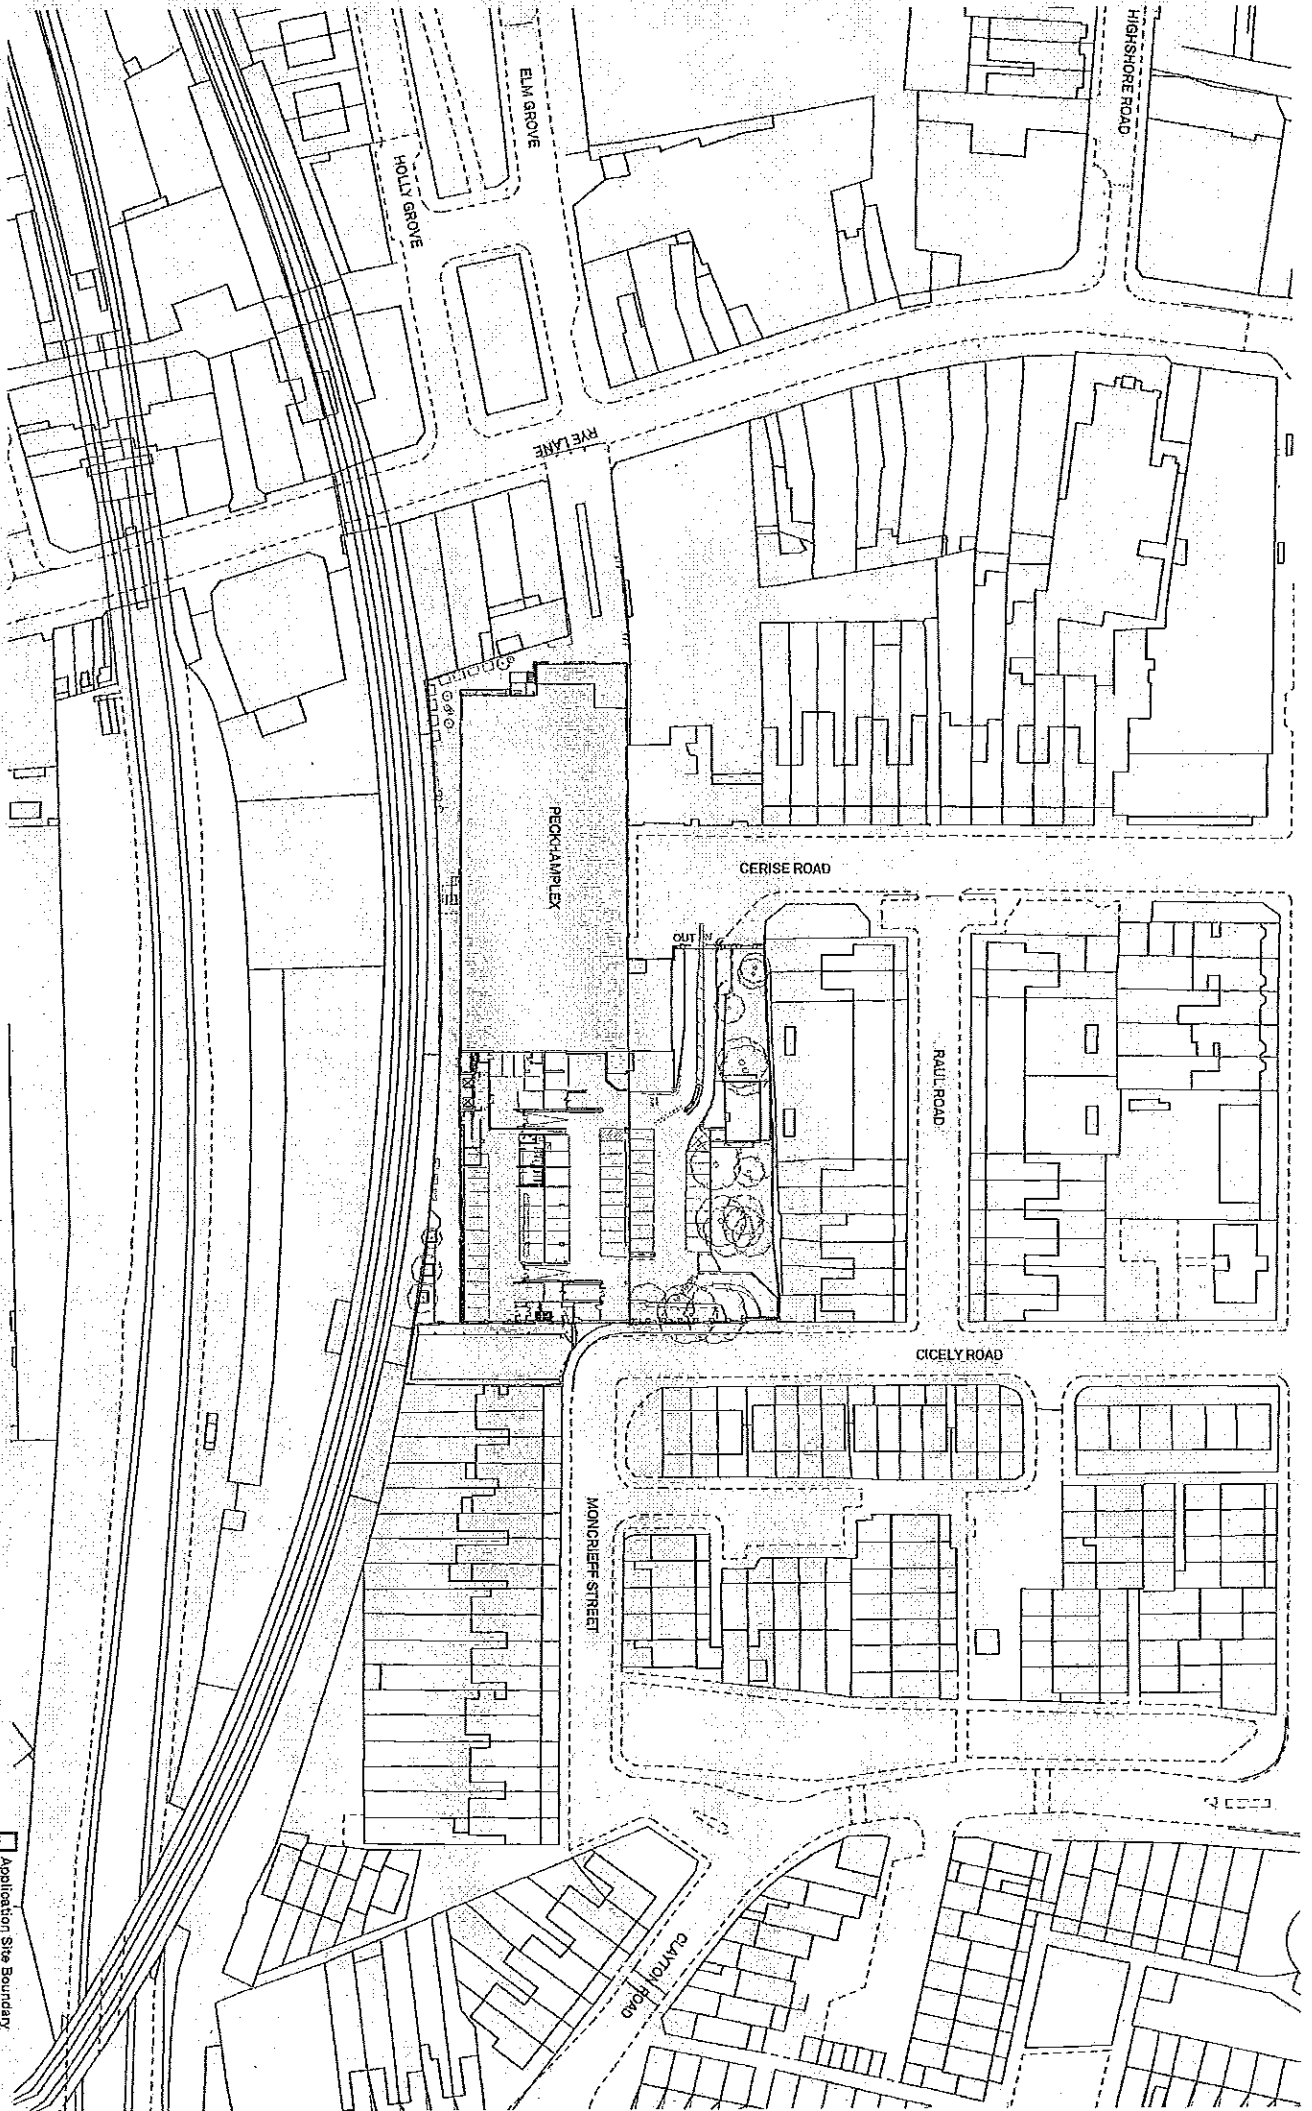 HIGHSHORE ROAD
ELM GROVE
HOLLY GROVE
RYE LANE
PECKHAMPLEX
CERISE ROAD
OUT
IN
RAUL ROAD
CICELY ROAD
MONCRIEFF STREET
CLAYTON ROAD
Application Site Boundary